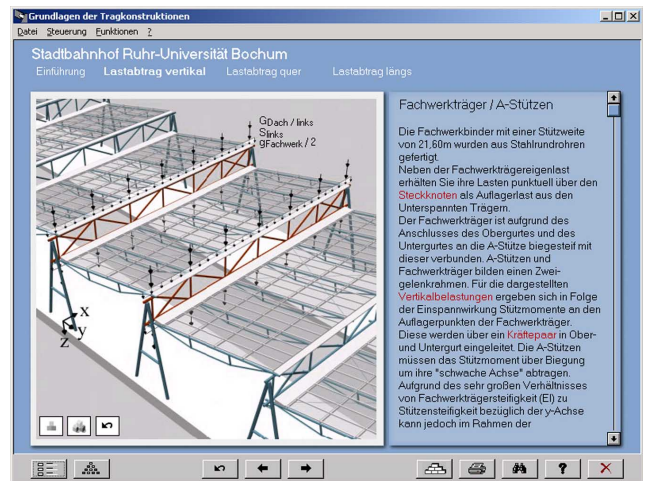 Grundlagen der Tragkonstruktionen
Datei Steuerung Funktionen ?
Stadtbahnhof Ruhr-Universität Bochum
Einführung Lastabtrag vertikal Lastabtrag quer Lastabtrag längs
GDach / links
Slinks
gFachwerk / 2
x
y
z
Fachwerkträger / A-Stützen
Die Fachwerkbinder mit einer Stützweite
von 21,60m wurden aus Stahlrundrohren
gefertigt.
Neben der Fachwerkträgereigenlast
erhälten Sie ihre Lasten punktuell über den
Steckknoten als Auflagerlast aus den
Unterspannten Trägern.
Der Fachwerkträger ist aufgrund des
Anschlusses des Obergurtes und des
Untergurtes an die A-Stütze biegesteif mit
dieser verbunden. A-Stützen und
Fachwerkträger bilden einen Zwei-
gelenkrahmen. Für die dargestellten
Vertikalbelastungen ergeben sich in Folge
der Einspannwirkung Stützmomente an den
Auflagerpunkten der Fachwerkträger.
Diese werden über ein Kräftepaar in Ober-
und Untergurt eingeleitet. Die A-Stützen
müssen das Stützmoment über Biegung
um ihre "schwache Achse" abtragen.
Aufgrund des sehr großen Verhältnisses
von Fachwerkträgersteifigkeit (EI) zu
Stützensteifigkeit bezüglich der y-Achse
kann jedoch im Rahmen der
?